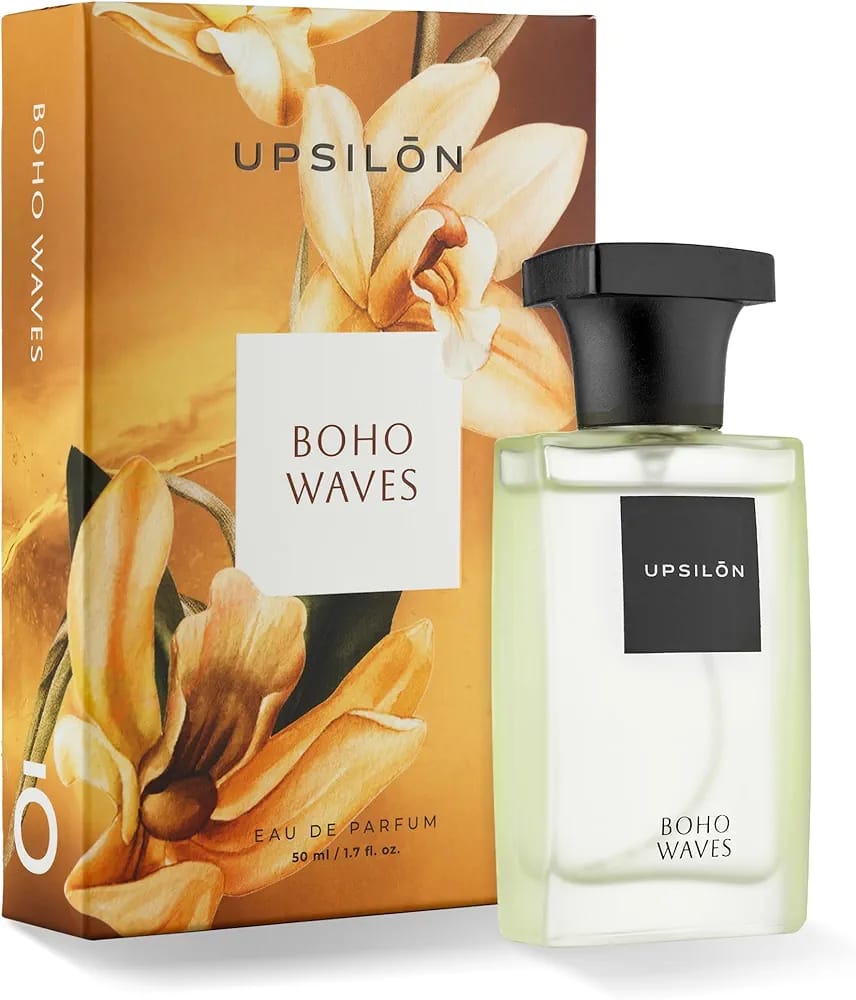 BOHO WAVES
Ō
UPSILŌN
BOHO
WAVES
EAU DE PARFUM
50 ml / 1.7 fl. oz.
UPSILŌN
BOHO
WAVES